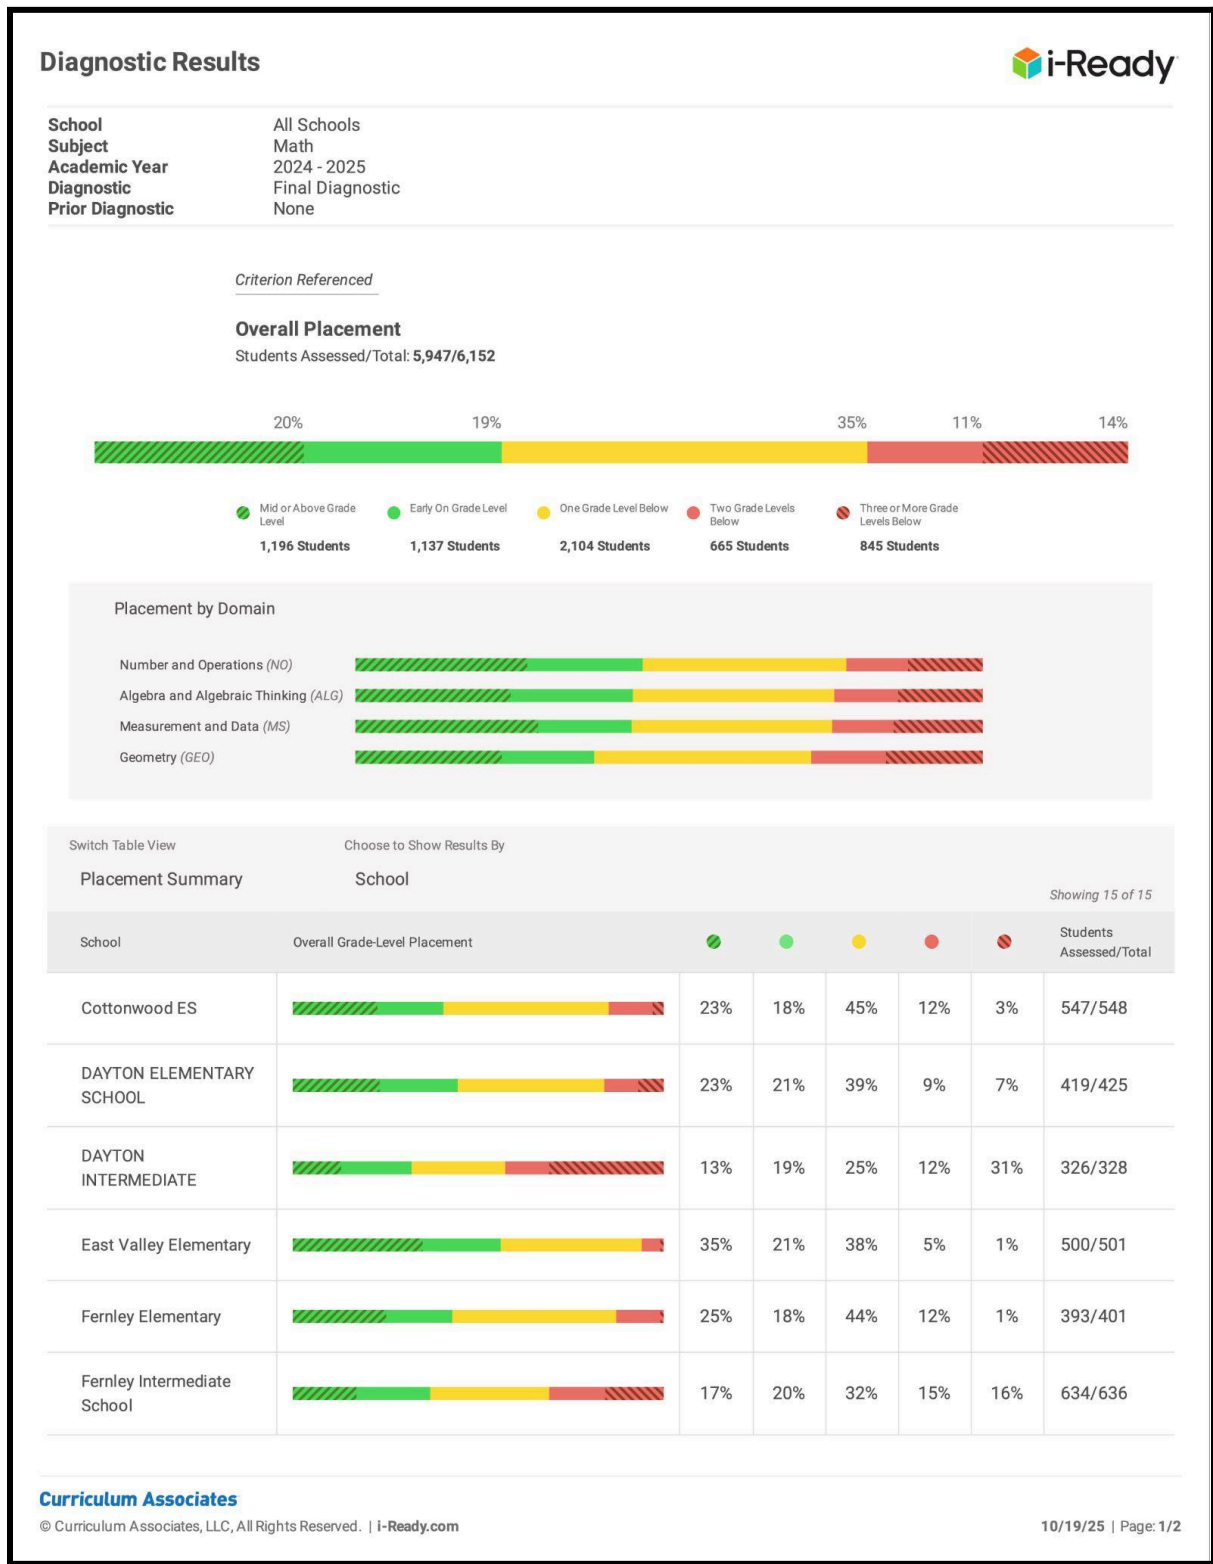 Diagnostic Results
i-Ready
School All Schools
Subject Math
Academic Year 2024 - 2025
Diagnostic Final Diagnostic
Prior Diagnostic None
Criterion Referenced
Overall Placement
Students Assessed/Total: 5,947/6,152
20% 19% 35% 11% 14%
Mid or Above Grade Level
1,196 Students
Early On Grade Level
1,137 Students
One Grade Level Below
2,104 Students
Two Grade Levels Below
665 Students
Three or More Grade Levels Below
845 Students
Placement by Domain
Number and Operations (NO)
Algebra and Algebraic Thinking (ALG)
Measurement and Data (MS)
Geometry (GEO)
Switch Table View Choose to Show Results By
Placement Summary School
Showing 15 of 15
School Overall Grade-Level Placement Students Assessed/Total
Cottonwood ES 23% 18% 45% 12% 3% 547/548
DAYTON ELEMENTARY SCHOOL 23% 21% 39% 9% 7% 419/425
DAYTON INTERMEDIATE 13% 19% 25% 12% 31% 326/328
East Valley Elementary 35% 21% 38% 5% 1% 500/501
Fernley Elementary 25% 18% 44% 12% 1% 393/401
Fernley Intermediate School 17% 20% 32% 15% 16% 634/636
Curriculum Associates
© Curriculum Associates, LLC, All Rights Reserved. | i-Ready.com 10/19/25 | Page: 1/2